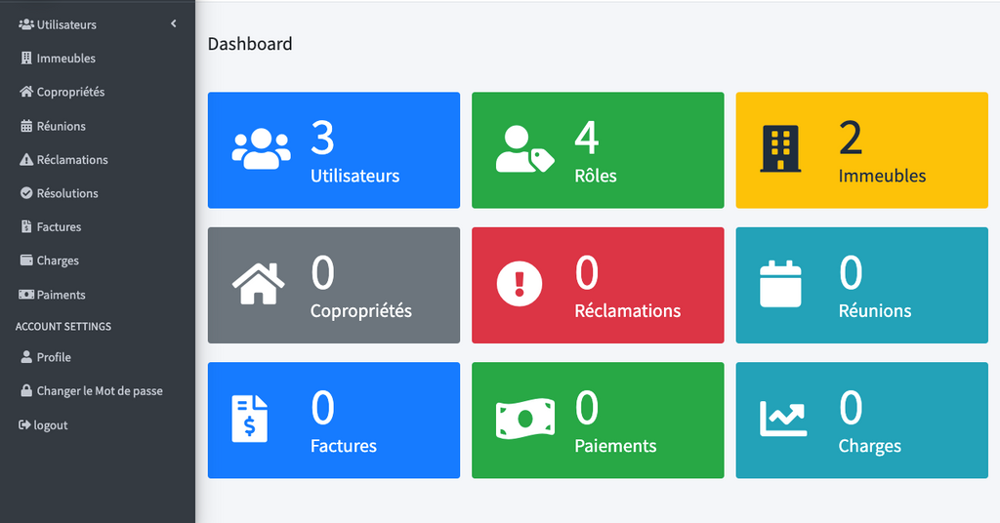 Utilisateurs
Immeubles
Copropriétés
Réunions
Réclamations
Résolutions
Factures
Charges
Paiments
ACCOUNT SETTINGS
Profile
Changer le Mot de passe
logout
Dashboard
3
Utilisateurs
4
Rôles
2
Immeubles
0
Copropriétés
0
Réclamations
0
Réunions
0
Factures
0
Paiements
0
Charges